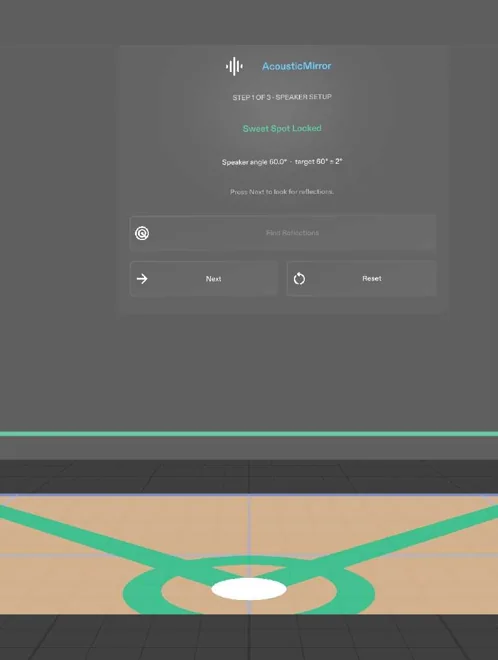 AcousticMirror
STEP 1 OF 3 - SPEAKER SETUP
Sweet Spot Locked
Speaker angle 60.0° · target 60° ± 2°
Press Next to look for reflections.
Find Reflections
Next
Reset